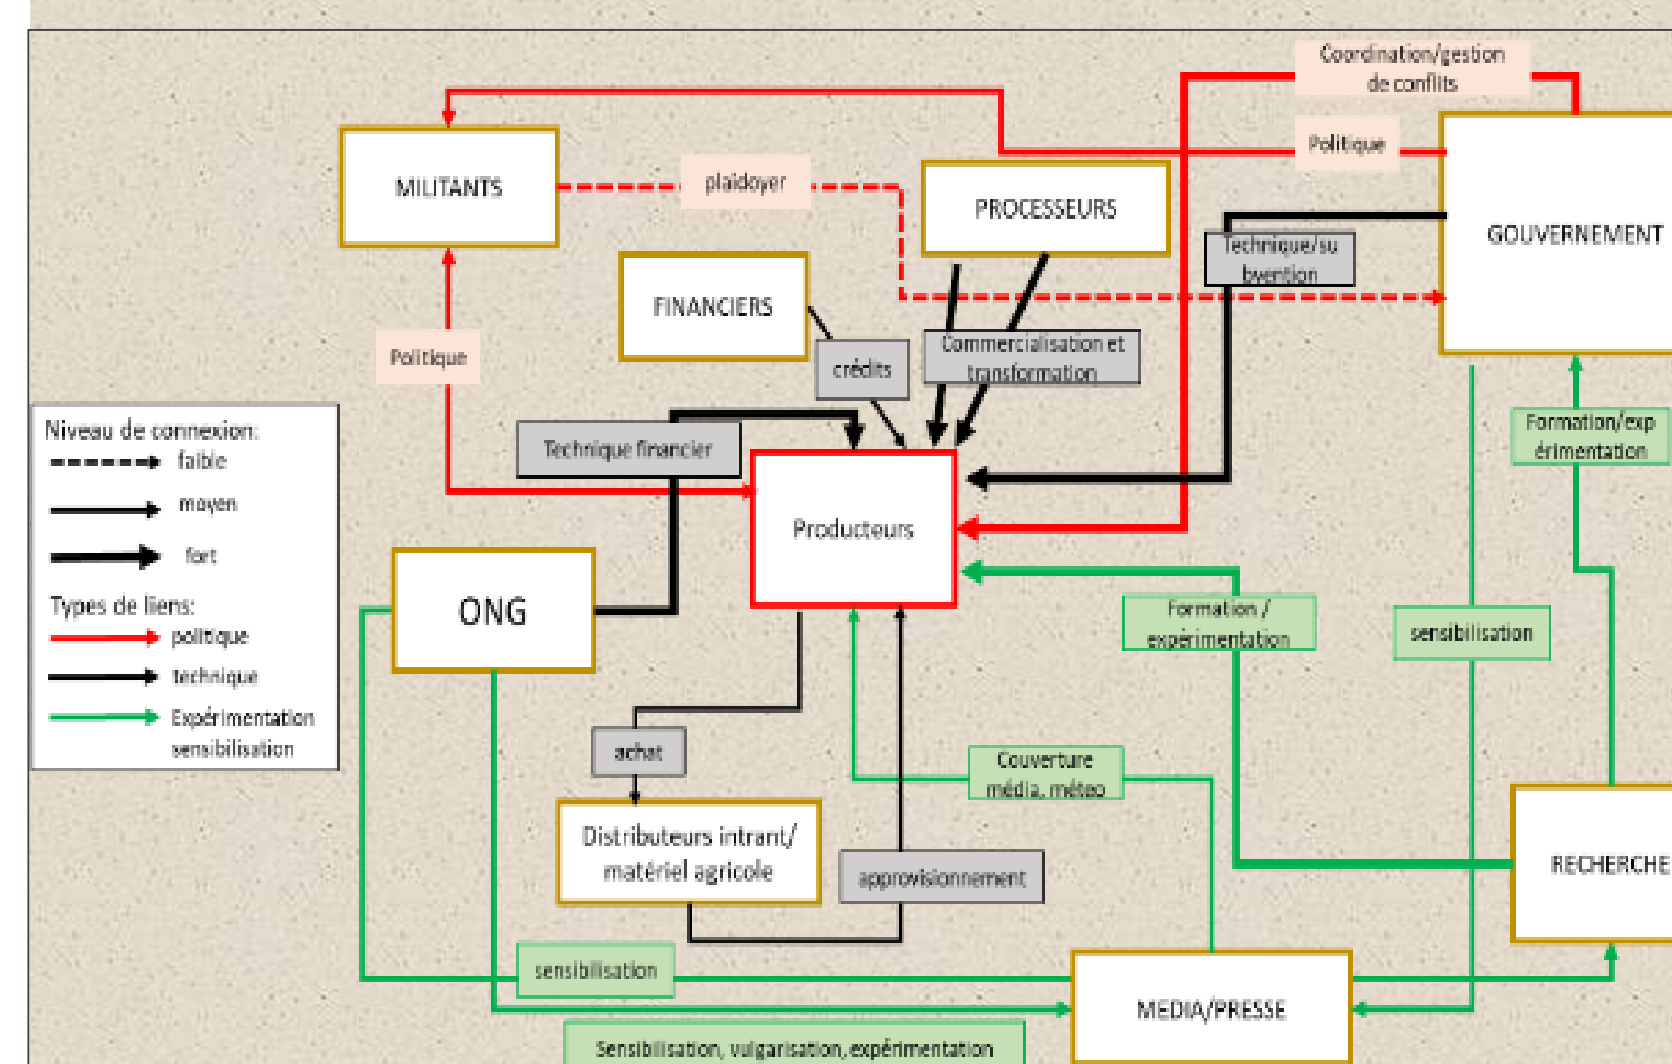 Coordination/gestion
de conflits
Politique
MILITANTS
plaidoyer
PROCESSEURS
GOUVERNEMENT
Technique/su
bvention
FINANCIERS
Politique
crédits
Commercialisation et
transformation
Niveau de connexion:
faible
moyen
fort
Types de liens:
politique
technique
Expérimentation
sensibilisation
Technique financier
Formation/exp
érimentation
Producteurs
ONG
Formation /
expérimentation
sensibilisation
achat
Couverture
média, méteo
Distributeurs intrant/
matériel agricole
approvisionnement
RECHERCHE
sensibilisation
MEDIA/PRESSE
Sensibilisation, vulgarisation, expérimentation